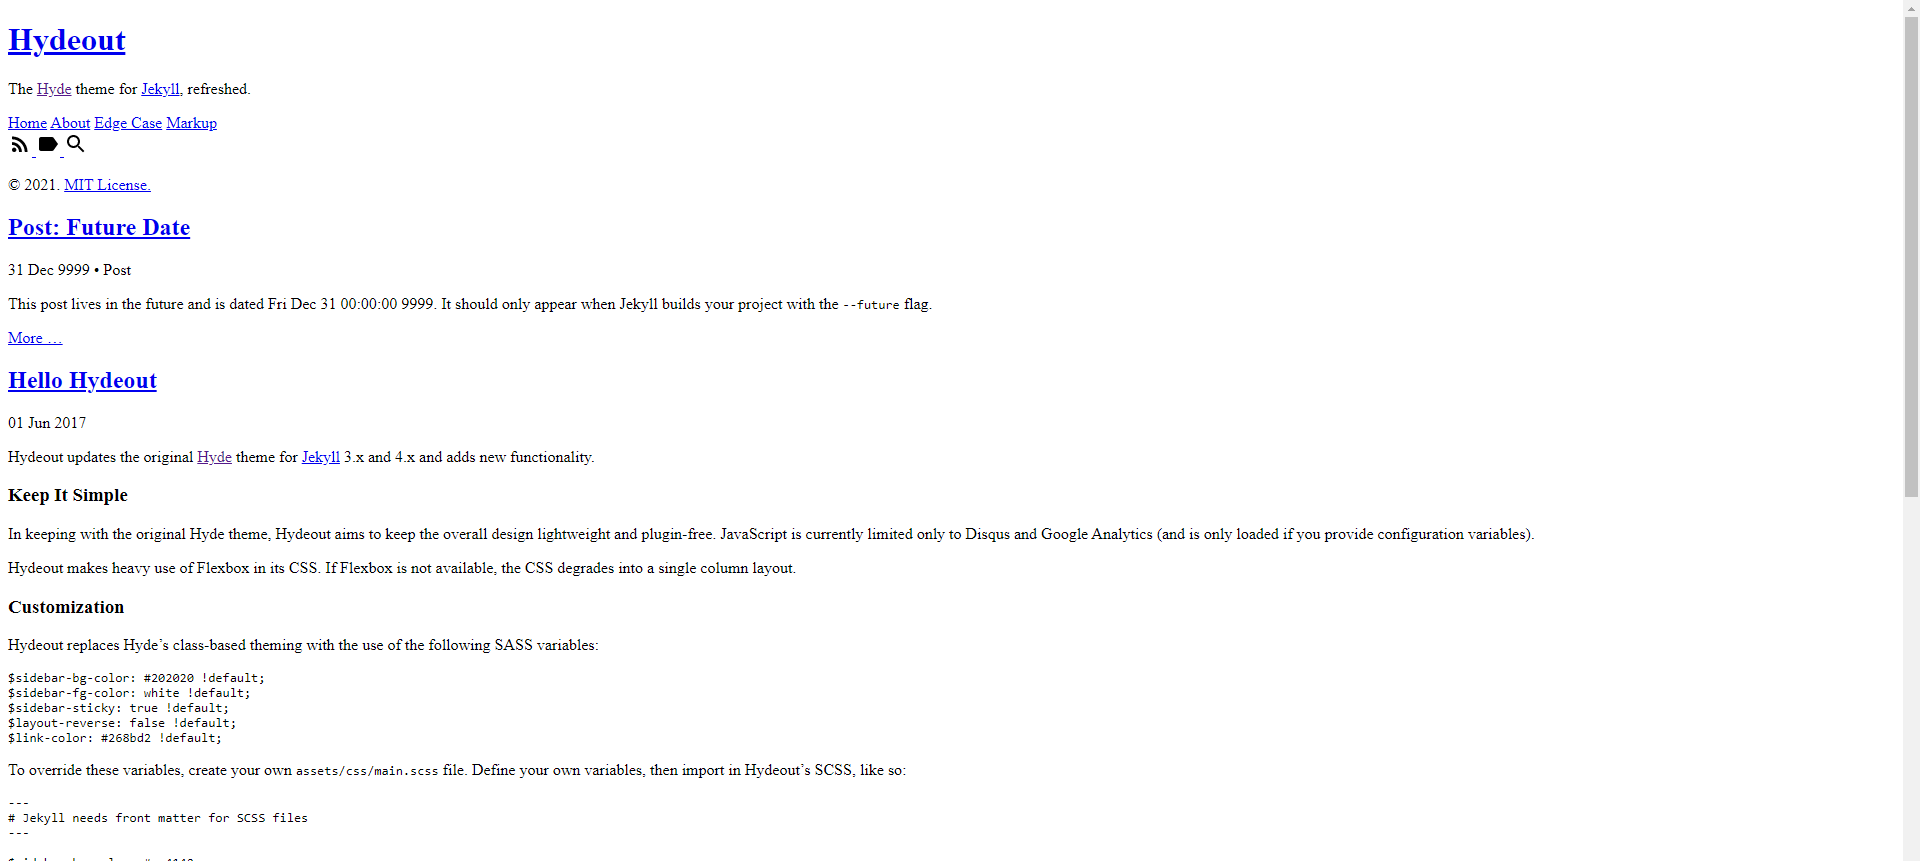 Hydeout
The Hyde theme for Jekyll, refreshed.
Home About Edge Case Markup
© 2021. MIT License.
Post: Future Date
31 Dec 9999 • Post
This post lives in the future and is dated Fri Dec 31 00:00:00 9999. It should only appear when Jekyll builds your project with the --future flag.
More …
Hello Hydeout
01 Jun 2017
Hydeout updates the original Hyde theme for Jekyll 3.x and 4.x and adds new functionality.
Keep It Simple
In keeping with the original Hyde theme, Hydeout aims to keep the overall design lightweight and plugin-free. JavaScript is currently limited only to Disqus and Google Analytics (and is only loaded if you provide configuration variables).
Hydeout makes heavy use of Flexbox in its CSS. If Flexbox is not available, the CSS degrades into a single column layout.
Customization
Hydeout replaces Hyde’s class-based theming with the use of the following SASS variables:
$sidebar-bg-color: #202020 !default;
$sidebar-fg-color: white !default;
$sidebar-sticky: true !default;
$layout-reverse: false !default;
$link-color: #268bd2 !default;
To override these variables, create your own assets/css/main.scss file. Define your own variables, then import in Hydeout’s SCSS, like so:
---
# Jekyll needs front matter for SCSS files
---